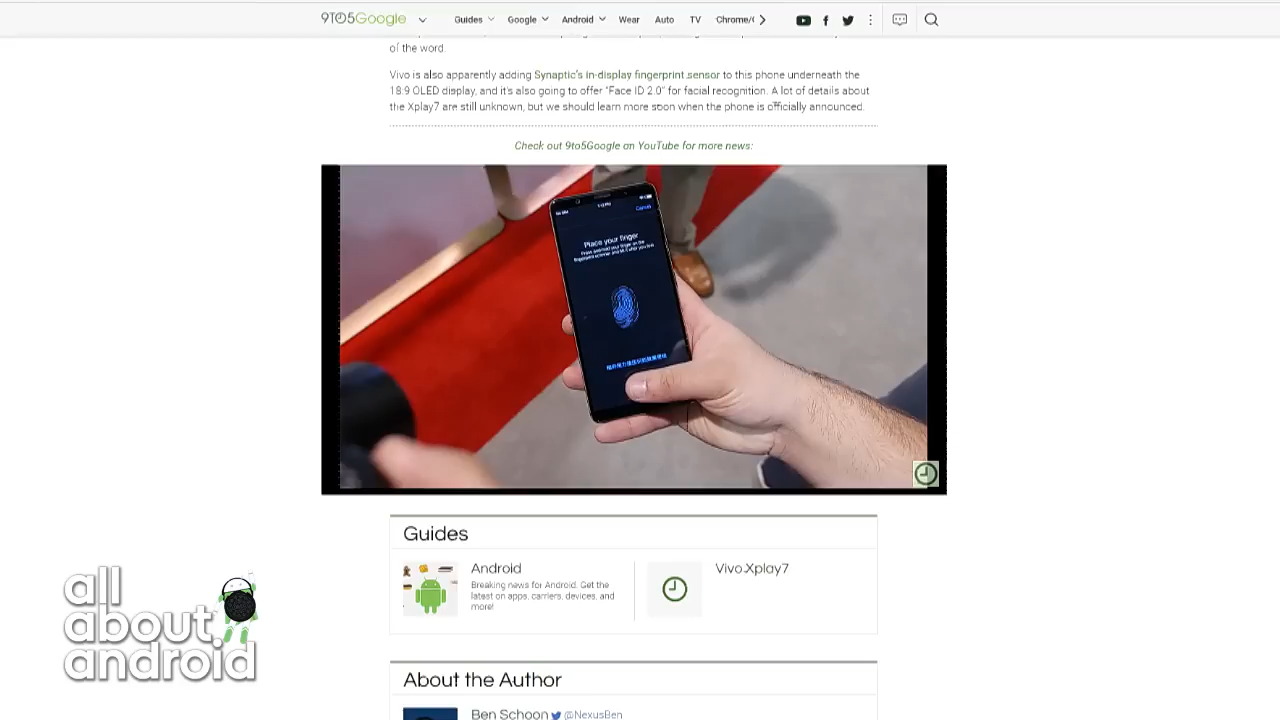 9TO5Google
Guides Google Android Wear Auto TV Chrome/
of the word.
Vivo is also apparently adding Synaptic's in-display fingerprint sensor to this phone underneath the
18:9 OLED display, and it's also going to offer "Face ID 2.0" for facial recognition. A lot of details about
the Xplay7 are still unknown, but we should learn more soon when the phone is officially announced.
Check out 9to5Google on YouTube for more news:
Cancel
Place your finger
Guides
Android
Breaking news for Android. Get the
latest on apps, carriers, devices, and
more!
Vivo Xplay7
About the Author
Ben Schoon @NexusBen
all
about
android